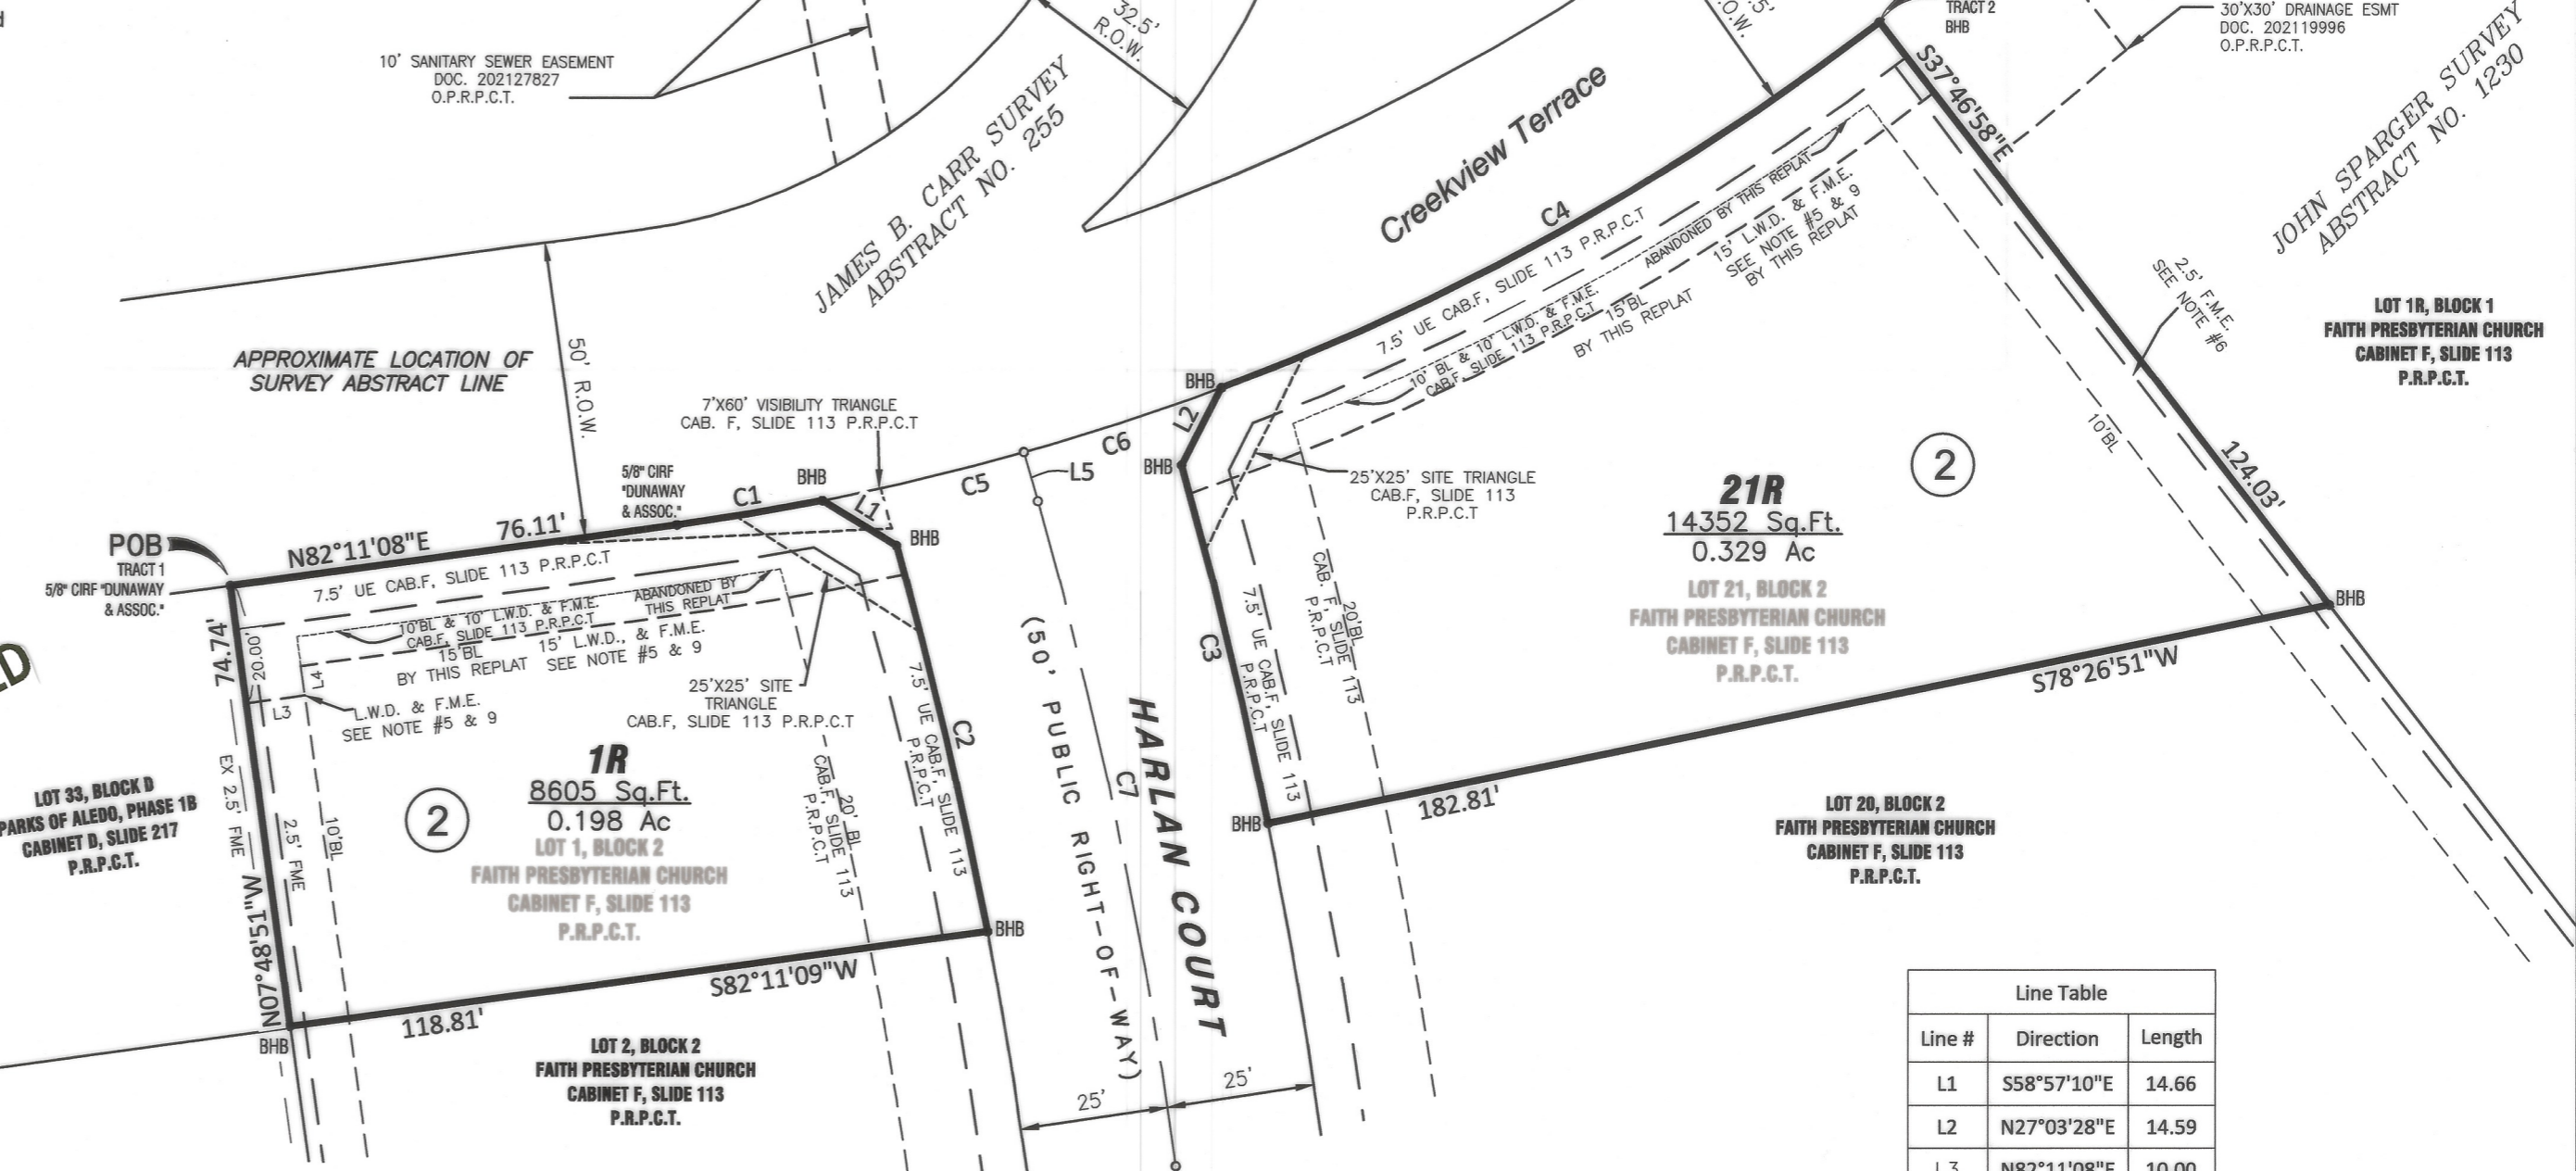 10' SANITARY SEWER EASEMENT
DOC. 202127827
O.P.R.P.C.T.
32.5'
R.O.W.
TRACT 2
BHB
30'X30' DRAINAGE ESMT
DOC. 202119996
O.P.R.P.C.T.
JAMES B. CARR SURVEY
ABSTRACT NO. 255
Creekview Terrace
S37°46'58"E
JOHN SPARGER SURVEY
ABSTRACT NO. 1230
C4
7.5' UE CAB.F, SLIDE 113 P.R.P.C.T
ABANDONED BY THIS REPLAT
15' L.W.D. & F.M.E.
SEE NOTE #5 & 9
BY THIS REPLAT
10' BL & 10' L.W.D. & F.M.E.
CAB.F, SLIDE 113 P.R.P.C.T
15'BL
BY THIS REPLAT
2.5' F.M.E.
SEE NOTE #6
LOT 1R, BLOCK 1
FAITH PRESBYTERIAN CHURCH
CABINET F, SLIDE 113
P.R.P.C.T.
10'BL
124.03'
APPROXIMATE LOCATION OF
SURVEY ABSTRACT LINE
50' R.O.W.
7'X60' VISIBILITY TRIANGLE
CAB. F, SLIDE 113 P.R.P.C.T
BHB
L2
BHB
C6
C5
L5
25'X25' SITE TRIANGLE
CAB.F, SLIDE 113
P.R.P.C.T
2
21R
14352 Sq.Ft.
0.329 Ac
LOT 21, BLOCK 2
FAITH PRESBYTERIAN CHURCH
CABINET F, SLIDE 113
P.R.P.C.T.
5/8" CIRF
"DUNAWAY
& ASSOC."
C1
BHB
L1
BHB
POB
TRACT 1
5/8" CIRF "DUNAWAY
& ASSOC."
N82°11'08"E
76.11'
7.5' UE CAB.F, SLIDE 113 P.R.P.C.T
10'BL & 10' L.W.D. & F.M.E.
CAB.F, SLIDE 113 P.R.P.C.T
ABANDONED BY
THIS REPLAT
15'BL
15' L.W.D., & F.M.E.
BY THIS REPLAT SEE NOTE #5 & 9
74.74'
20.00'
L4
L3
L.W.D. & F.M.E.
SEE NOTE #5 & 9
25'X25' SITE
TRIANGLE
CAB.F, SLIDE 113 P.R.P.C.T
7.5' UE CAB.F, SLIDE 113
P.R.P.C.T
C2
C3
7.5' UE CAB.F, SLIDE 113
P.R.P.C.T
20'BL
CAB. F, SLIDE 113
P.R.P.C.T
BHB
S78°26'51"W
182.81'
BHB
1R
8605 Sq.Ft.
0.198 Ac
2
LOT 1, BLOCK 2
FAITH PRESBYTERIAN CHURCH
CABINET F, SLIDE 113
P.R.P.C.T.
20' BL
CAB.F, SLIDE 113
P.R.P.C.T
LOT 33, BLOCK D
PARKS OF ALEDO, PHASE 1B
CABINET D, SLIDE 217
P.R.P.C.T.
EX 2.5' FME
2.5' FME
10'BL
N07°48'51"W
(50' PUBLIC RIGHT-OF-WAY)
C7
HARLAN COURT
LOT 20, BLOCK 2
FAITH PRESBYTERIAN CHURCH
CABINET F, SLIDE 113
P.R.P.C.T.
BHB
S82°11'09"W
118.81'
BHB
LOT 2, BLOCK 2
FAITH PRESBYTERIAN CHURCH
CABINET F, SLIDE 113
P.R.P.C.T.
25'
25'
Line Table
Line # Direction Length
L1 S58°57'10"E 14.66
L2 N27°03'28"E 14.59
L3 N82°11'08"E 10.00